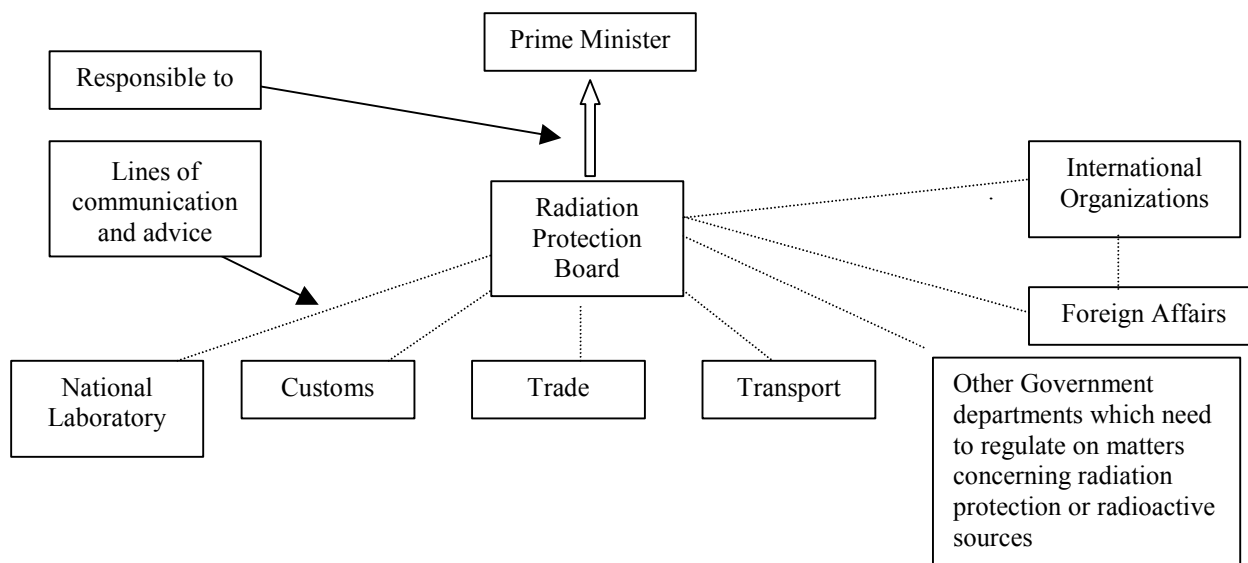 Prime Minister
Responsible to
Lines of
communication
and advice
Radiation
Protection
Board
International
Organizations
Foreign Affairs
National
Laboratory
Customs
Trade
Transport
Other Government
departments which need
to regulate on matters
concerning radiation
protection or radioactive
sources